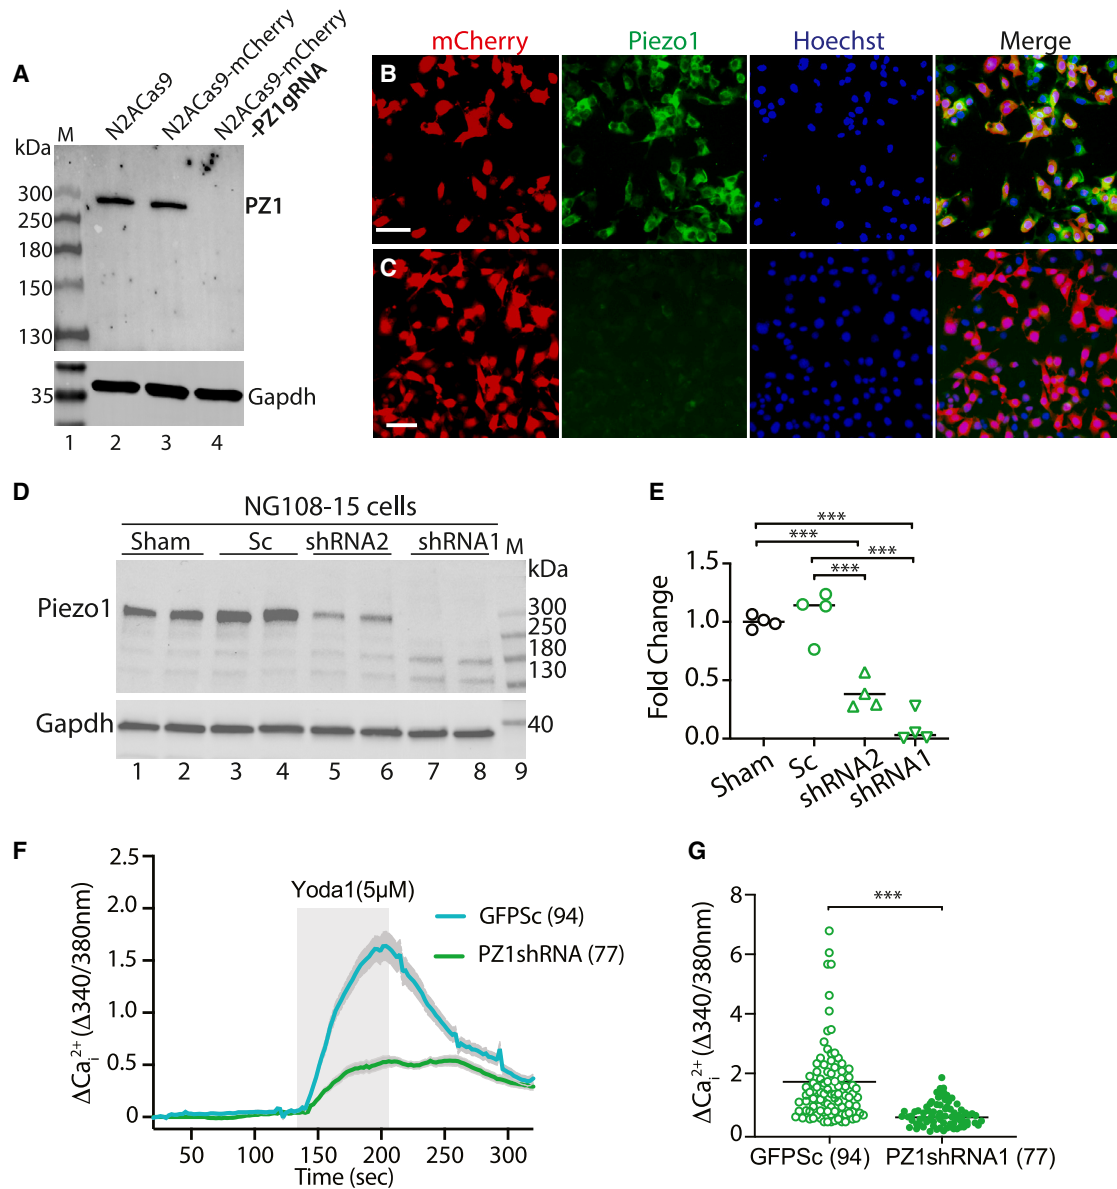 A
M
N2ACas9
N2ACas9-mCherry
N2ACas9-mCherry
-PZ1gRNA
kDa
300
250
180
150
130
35
PZ1
Gapdh
1 2 3 4
mCherry Piezo1 Hoechst Merge
B
C
D
NG108-15 cells
Sham Sc shRNA2 shRNA1 M
kDa
Piezo1
300
250
180
130
Gapdh
40
1 2 3 4 5 6 7 8 9
E
***
***
***
***
Fold Change
1.5
1.0
0.5
0.0
Sham
Sc
shRNA2
shRNA1
F
ΔCa²⁺ᵢ (Δ340/380nm)
2.5
2.0
1.5
1.0
0.5
0
Yoda1(5µM)
GFPSc (94)
PZ1shRNA (77)
50 100 150 200 250 300
Time (sec)
G
***
ΔCa²⁺ᵢ (Δ340/380nm)
8
6
4
2
0
GFPSc (94) PZ1shRNA1 (77)